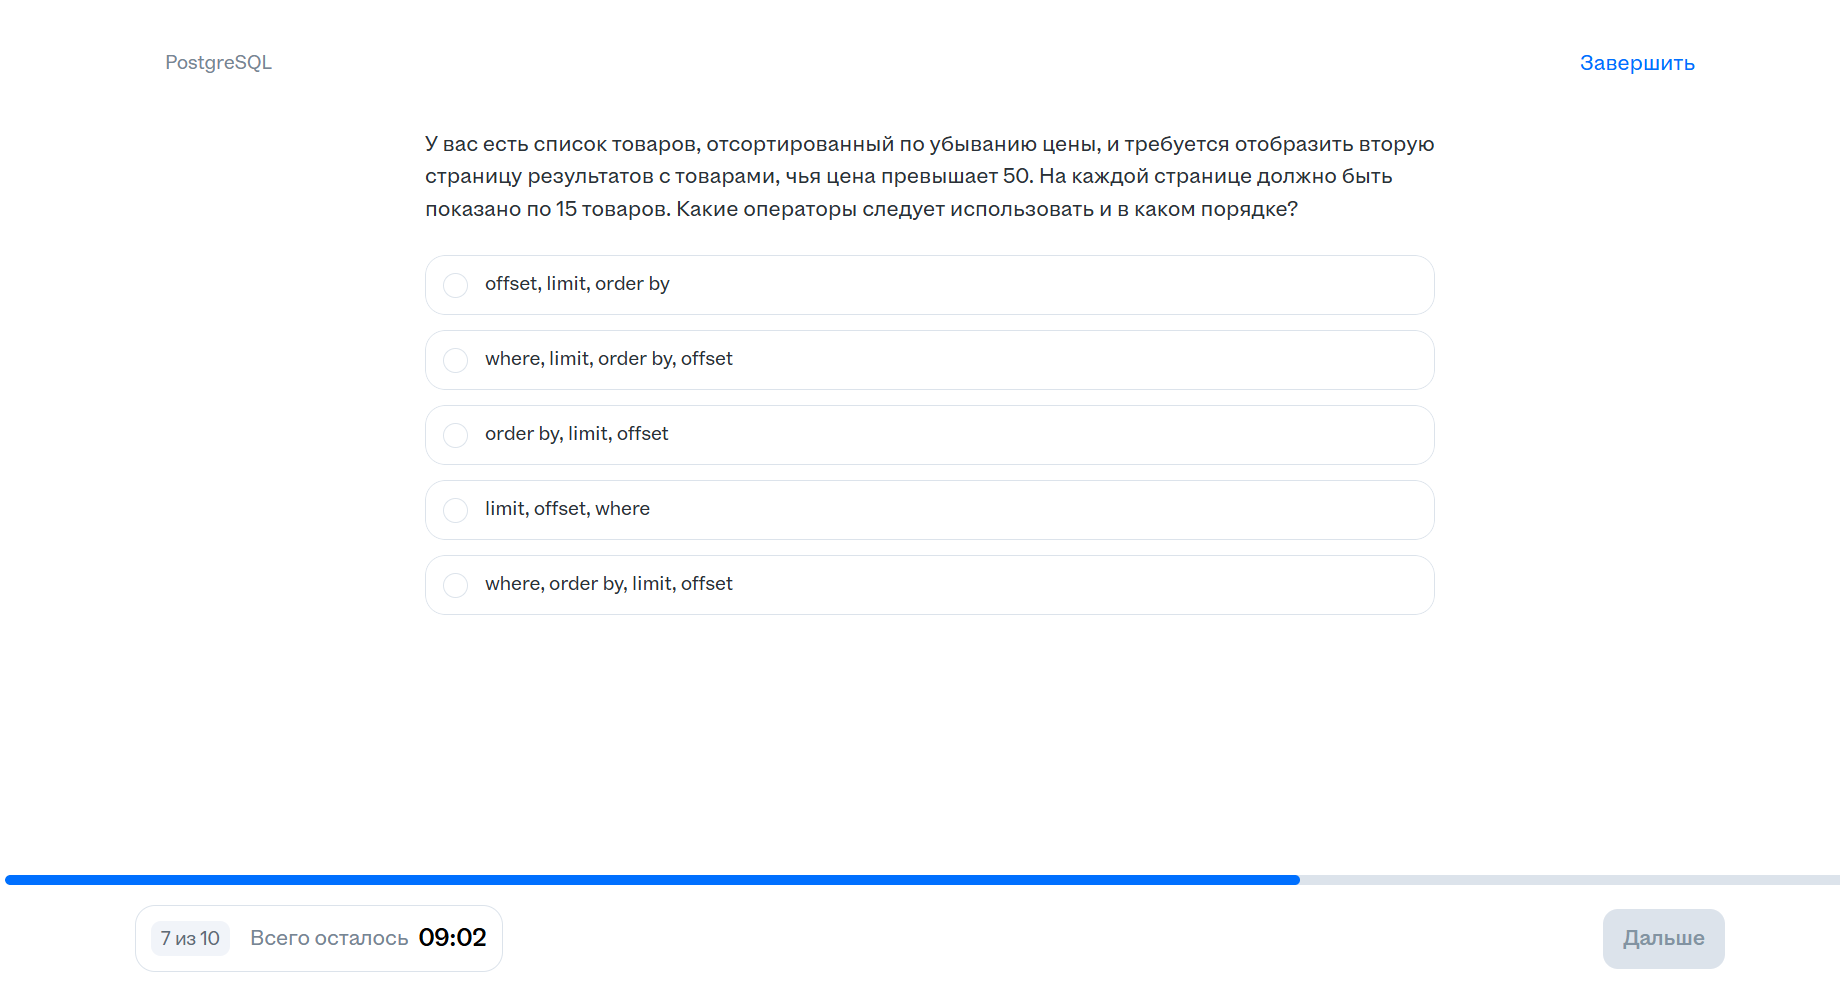 PostgreSQL
Завершить
У вас есть список товаров, отсортированный по убыванию цены, и требуется отобразить вторую
страницу результатов с товарами, чья цена превышает 50. На каждой странице должно быть
показано по 15 товаров. Какие операторы следует использовать и в каком порядке?
offset, limit, order by
where, limit, order by, offset
order by, limit, offset
limit, offset, where
where, order by, limit, offset
7 из 10
Всего осталось 09:02
Дальше